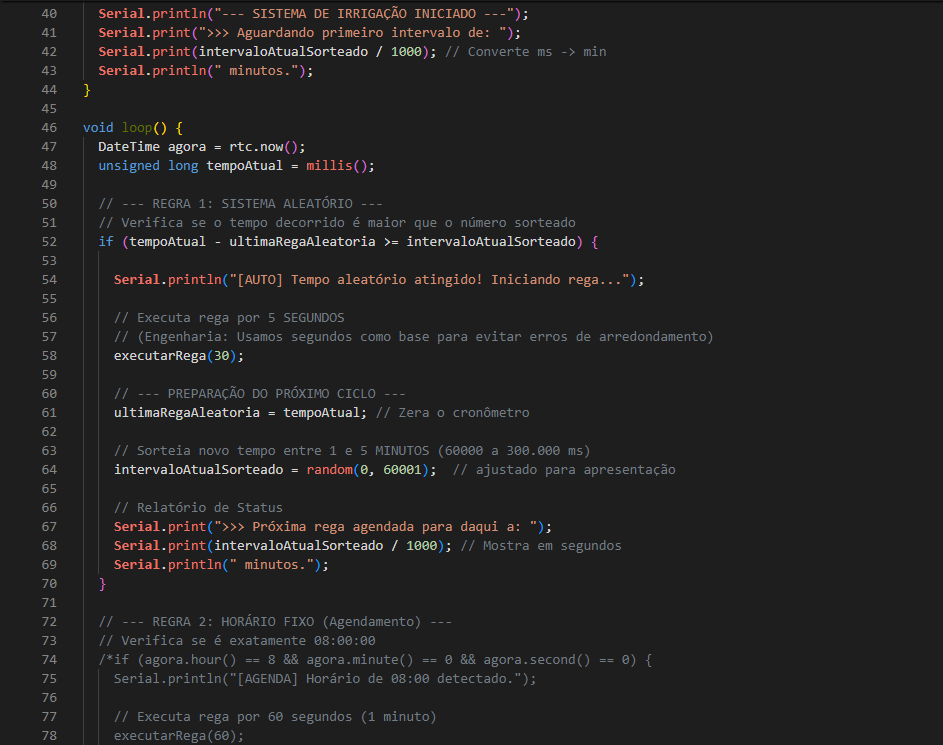 40 Serial.println("--- SISTEMA DE IRRIGAÇÃO INICIADO ---");
41 Serial.print(">>> Aguardando primeiro intervalo de: ");
42 Serial.print(intervaloAtualSorteado / 1000); // Converte ms -> min
43 Serial.println(" minutos.");
44 }
45
46 void loop() {
47 DateTime agora = rtc.now();
48 unsigned long tempoAtual = millis();
49
50 // --- REGRA 1: SISTEMA ALEATÓRIO ---
51 // Verifica se o tempo decorrido é maior que o número sorteado
52 if (tempoAtual - ultimaRegaAleatoria >= intervaloAtualSorteado) {
53
54 Serial.println("[AUTO] Tempo aleatório atingido! Iniciando rega...");
55
56 // Executa rega por 5 SEGUNDOS
57 // (Engenharia: Usamos segundos como base para evitar erros de arredondamento)
58 executarRega(30);
59
60 // --- PREPARAÇÃO DO PRÓXIMO CICLO ---
61 ultimaRegaAleatoria = tempoAtual; // Zera o cronômetro
62
63 // Sorteia novo tempo entre 1 e 5 MINUTOS (60000 a 300.000 ms)
64 intervaloAtualSorteado = random(0, 60001); // ajustado para apresentação
65
66 // Relatório de Status
67 Serial.print(">>> Próxima rega agendada para daqui a: ");
68 Serial.print(intervaloAtualSorteado / 1000); // Mostra em segundos
69 Serial.println(" minutos.");
70 }
71
72 // --- REGRA 2: HORÁRIO FIXO (Agendamento) ---
73 // Verifica se é exatamente 08:00:00
74 /*if (agora.hour() == 8 && agora.minute() == 0 && agora.second() == 0) {
75 Serial.println("[AGENDA] Horário de 08:00 detectado.");
76
77 // Executa rega por 60 segundos (1 minuto)
78 executarRega(60);